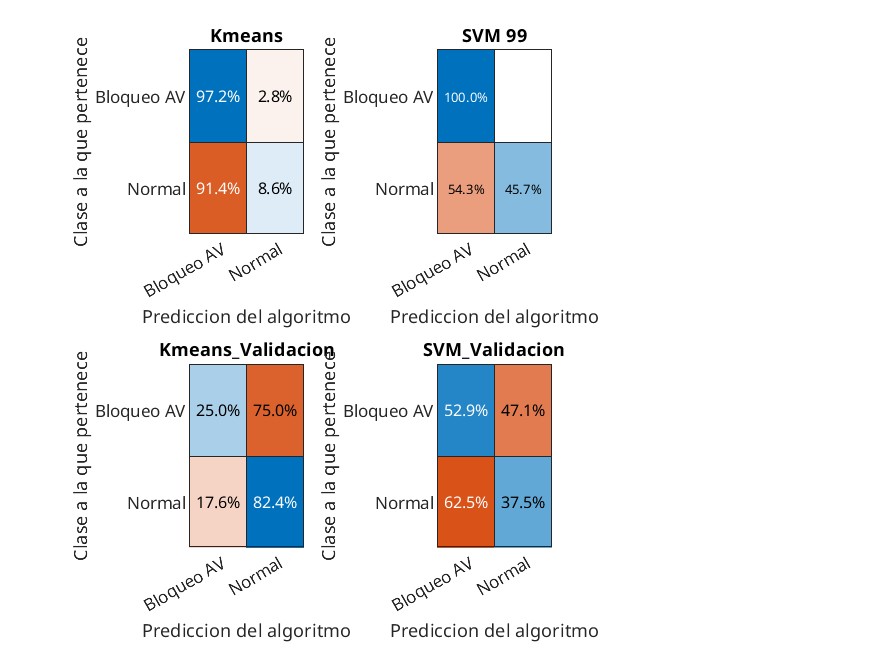 Kmeans
Clase a la que pertenece
Bloqueo AV
97.2%
2.8%
Normal
91.4%
8.6%
Bloqueo AV
Normal
Prediccion del algoritmo
SVM 99
Clase a la que pertenece
Bloqueo AV
100.0%
Normal
54.3%
45.7%
Bloqueo AV
Normal
Prediccion del algoritmo
Kmeans_Validacion
Clase a la que pertenece
Bloqueo AV
25.0%
75.0%
Normal
17.6%
82.4%
Bloqueo AV
Normal
Prediccion del algoritmo
SVM_Validacion
Clase a la que pertenece
Bloqueo AV
52.9%
47.1%
Normal
62.5%
37.5%
Bloqueo AV
Normal
Prediccion del algoritmo